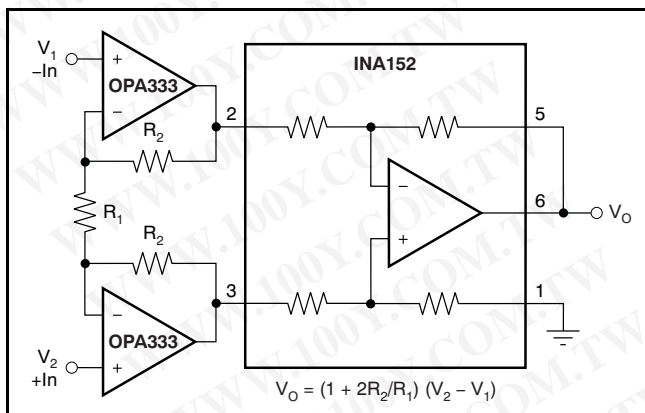 INA152
V1
–In
+
OPA333
–
2
5
R2
–
R1
6
VO
+
R2
3
1
–
OPA333
V2
+In
+
VO = (1 + 2R2/R1) (V2 – V1)
WWW.100Y.COM.TW